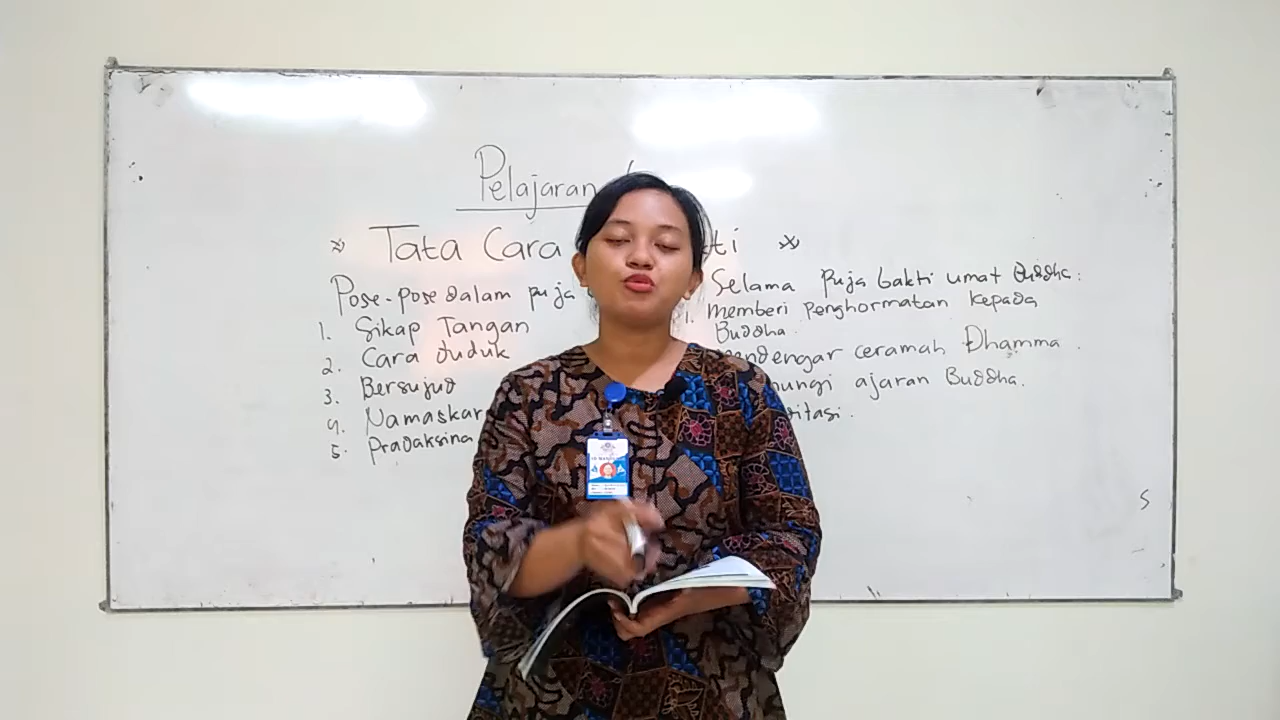 Pelajaran
Tata Cara
Pose-pose dalam puja
1. Sikap Tangan
2. Cara duduk
3. Bersujud
4. Namaskar
5. Pradaksina
Selama puja bakti umat Buddha:
1. memberi penghormatan kepada
Buddha.
ceramah Dhamma.
ajaran Buddha.
S